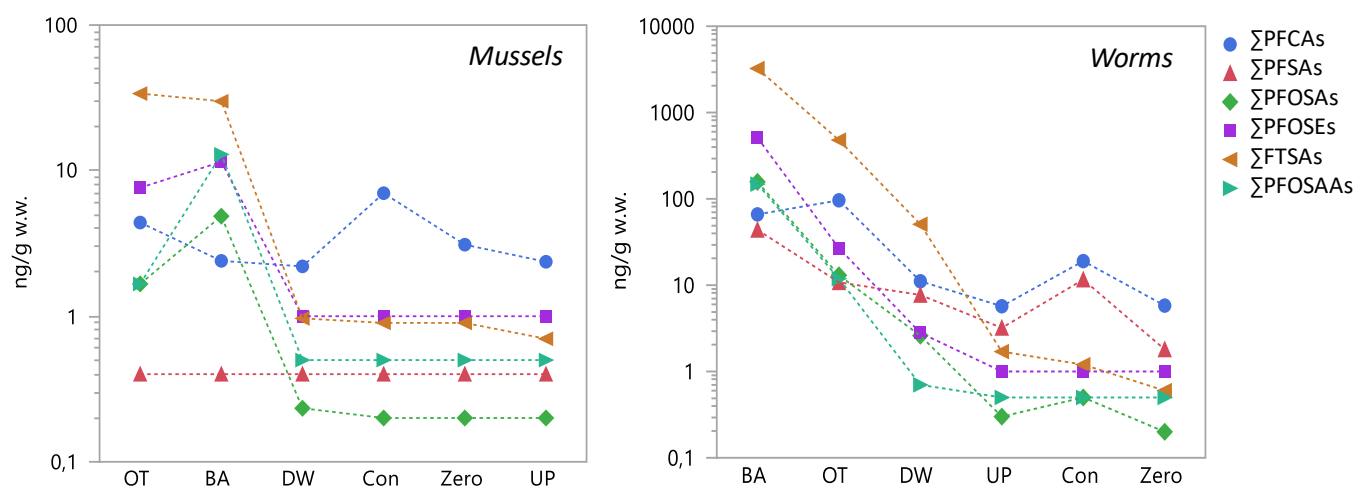 Mussels
100
10
1
0,1
ng/g w.w.
OT BA DW Con Zero UP
Worms
10000
1000
100
10
1
0,1
ng/g w.w.
BA OT DW UP Con Zero
∑PFCAs
∑PFSAs
∑PFOSAs
∑PFOSEs
∑FTSAs
∑PFOSAAs